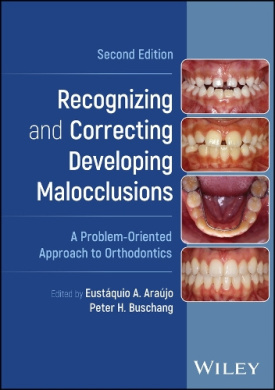 Second Edition
Recognizing
and Correcting
Developing
Malocclusions
A Problem-Oriented
Approach to Orthodontics
Edited by Eustáquio A. Araújo
Peter H. Buschang
WILEY